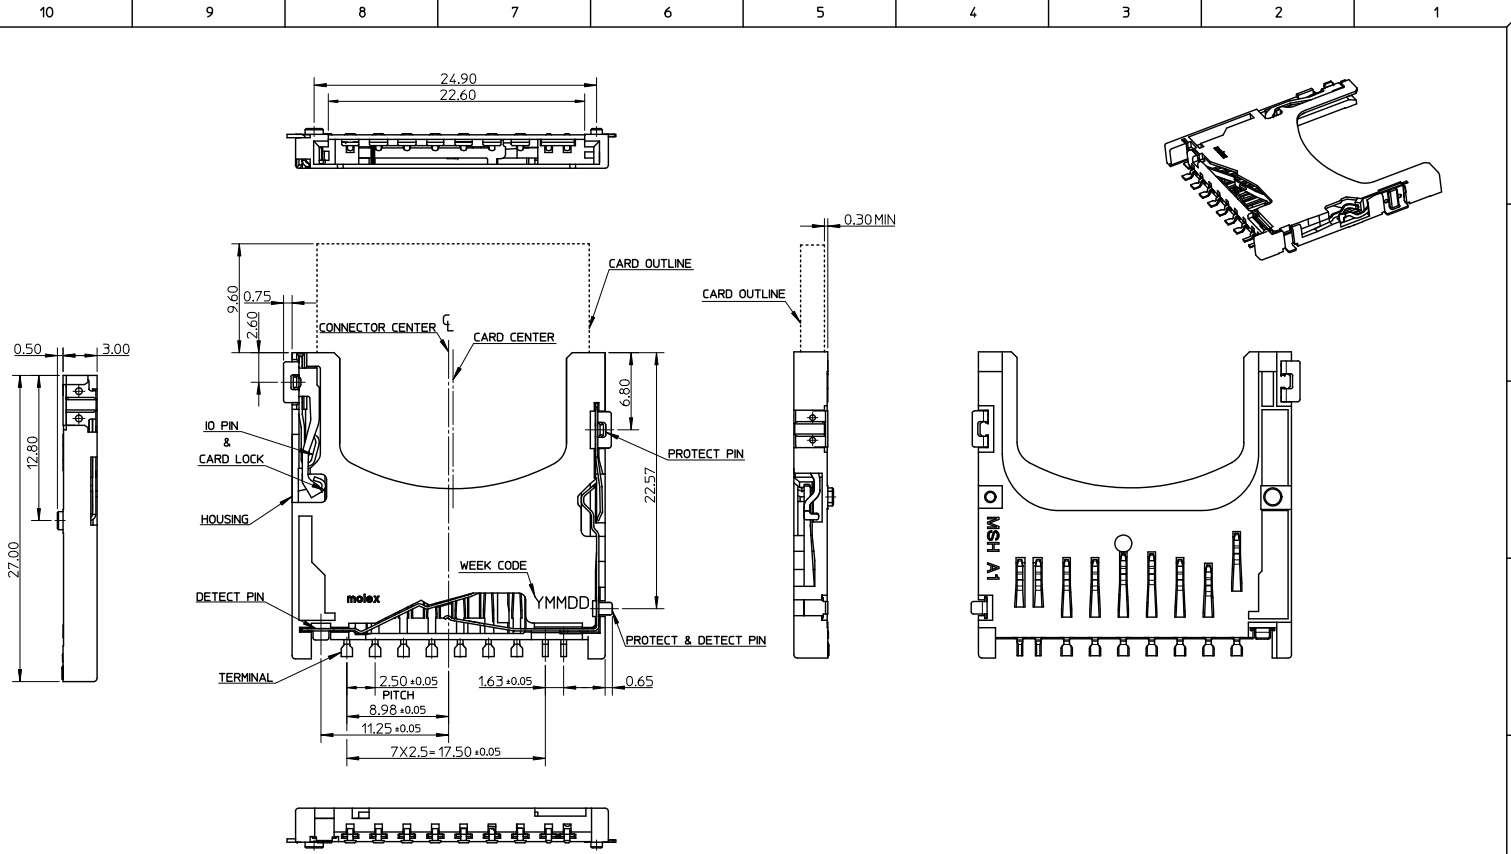 10 9 8 7 6 5 4 3 2 1
24.90
22.60
0.30 MIN
CARD OUTLINE
CARD OUTLINE
9.60
0.75
2.60
CONNECTOR CENTER
CARD CENTER
0.50
3.00
12.80
27.00
6.80
22.57
IO PIN
&
CARD LOCK
PROTECT PIN
HOUSING
WEEK CODE
DETECT PIN
molex
YMMDD
PROTECT & DETECT PIN
TERMINAL
2.50 ±0.05
PITCH
1.63 ±0.05
0.65
8.98 ±0.05
11.25 ±0.05
7X2.5=17.50 ±0.05
MSH A1